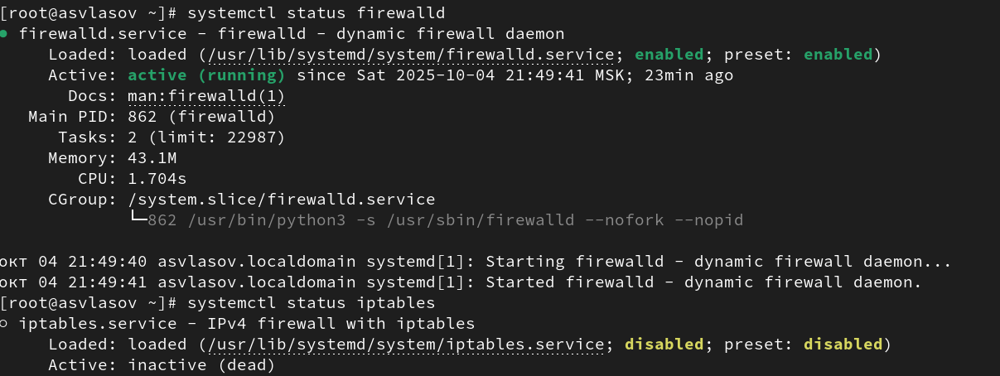 [root@asvlasov ~]# systemctl status firewalld
● firewalld.service - firewalld - dynamic firewall daemon
Loaded: loaded (/usr/lib/systemd/system/firewalld.service; enabled; preset: enabled)
Active: active (running) since Sat 2025-10-04 21:49:41 MSK; 23min ago
Docs: man:firewalld(1)
Main PID: 862 (firewalld)
Tasks: 2 (limit: 22987)
Memory: 43.1M
CPU: 1.704s
CGroup: /system.slice/firewalld.service
└─862 /usr/bin/python3 -s /usr/sbin/firewalld --nofork --nopid
окт 04 21:49:40 asvlasov.localdomain systemd[1]: Starting firewalld - dynamic firewall daemon...
окт 04 21:49:41 asvlasov.localdomain systemd[1]: Started firewalld - dynamic firewall daemon.
[root@asvlasov ~]# systemctl status iptables
○ iptables.service - IPv4 firewall with iptables
Loaded: loaded (/usr/lib/systemd/system/iptables.service; disabled; preset: disabled)
Active: inactive (dead)